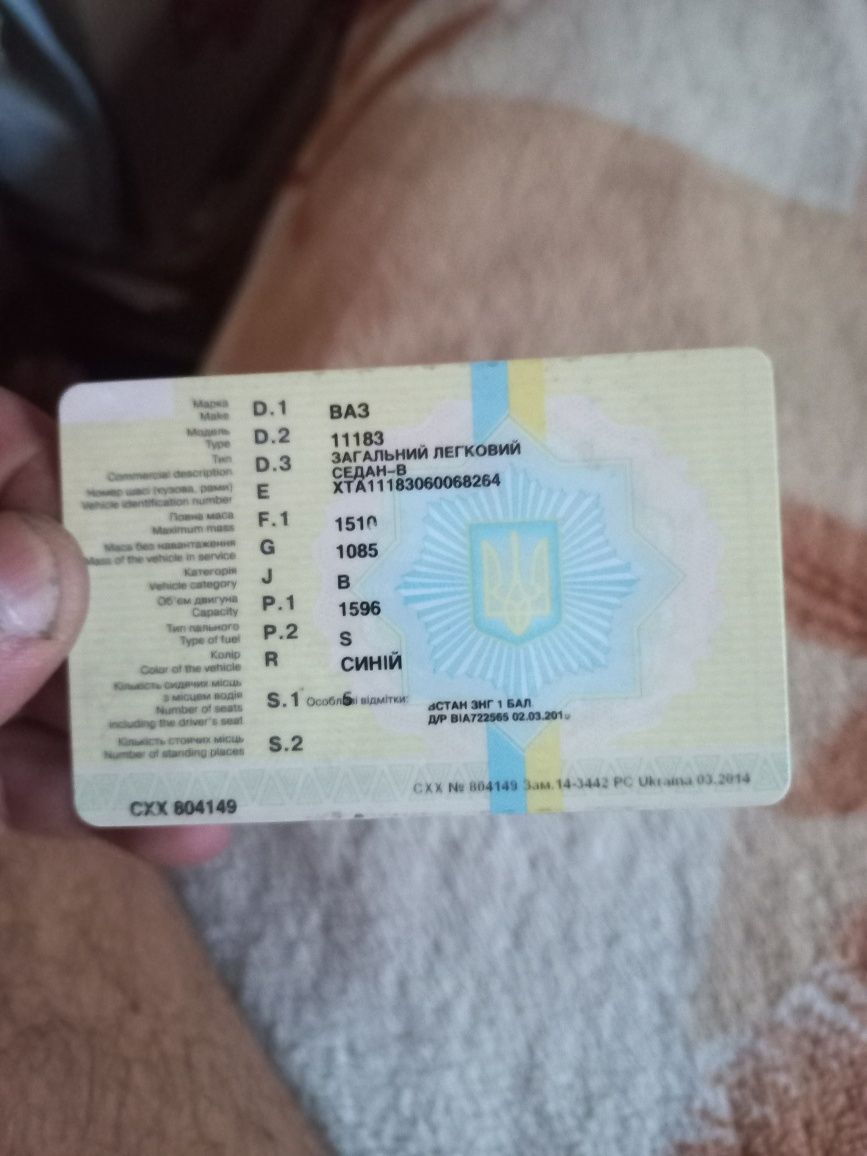 Марка D.1 ВАЗ
Make
Модель D.2 11183
Type
Тип D.3 ЗАГАЛЬНИЙ ЛЕГКОВИЙ
Commercial description СЕДАН-В
Номер шасі (кузова, рами) E XTA11183060068264
Vehicle identification number
Повна маса F.1 1510
Maximum mass
Маса без навантаження G 1085
Mass of the vehicle in service
Категорія J B
Vehicle category
Об'єм двигуна P.1 1596
Capacity
Тип пального P.2 S
Type of fuel
Колір R СИНІЙ
Color of the vehicle
Кількість сидячих місць
з місцем водія S.1 5 Особливі відмітки: ВСТАН ЗНГ 1 БАЛ
Number of seats Д/Р ВІА722565
including the driver's seat
Кількість стоячих місць S.2
Number of standing places
СХХ № 804149 Зам.14-3442 РС Ukraina 03.2014
СХХ 804149